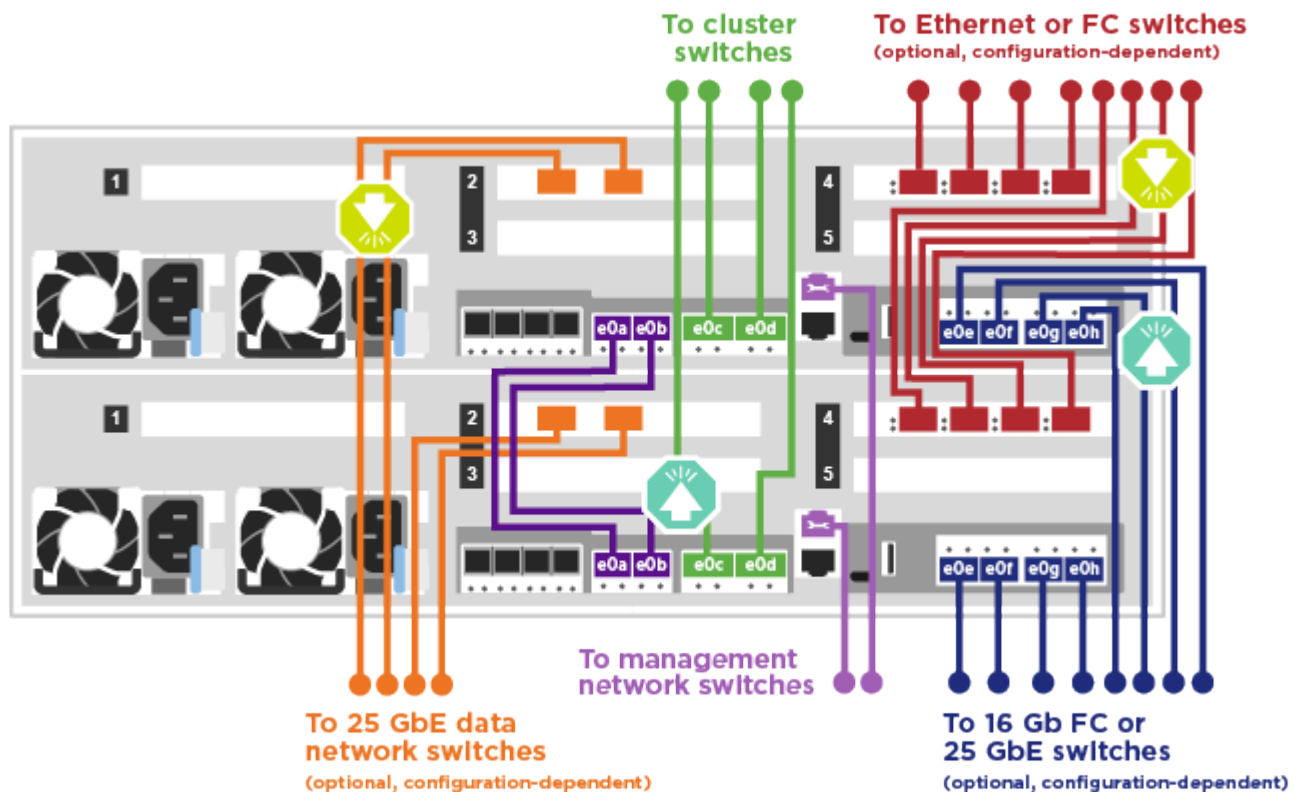 To cluster
switches
To Ethernet or FC switches
(optional, configuration-dependent)
1
2
3
4
5
e0a e0b e0c e0d
e0e e0f e0g e0h
1
2
3
4
5
e0a e0b e0c e0d
e0e e0f e0g e0h
To management
network switches
To 25 GbE data
network switches
(optional, configuration-dependent)
To 16 Gb FC or
25 GbE switches
(optional, configuration-dependent)